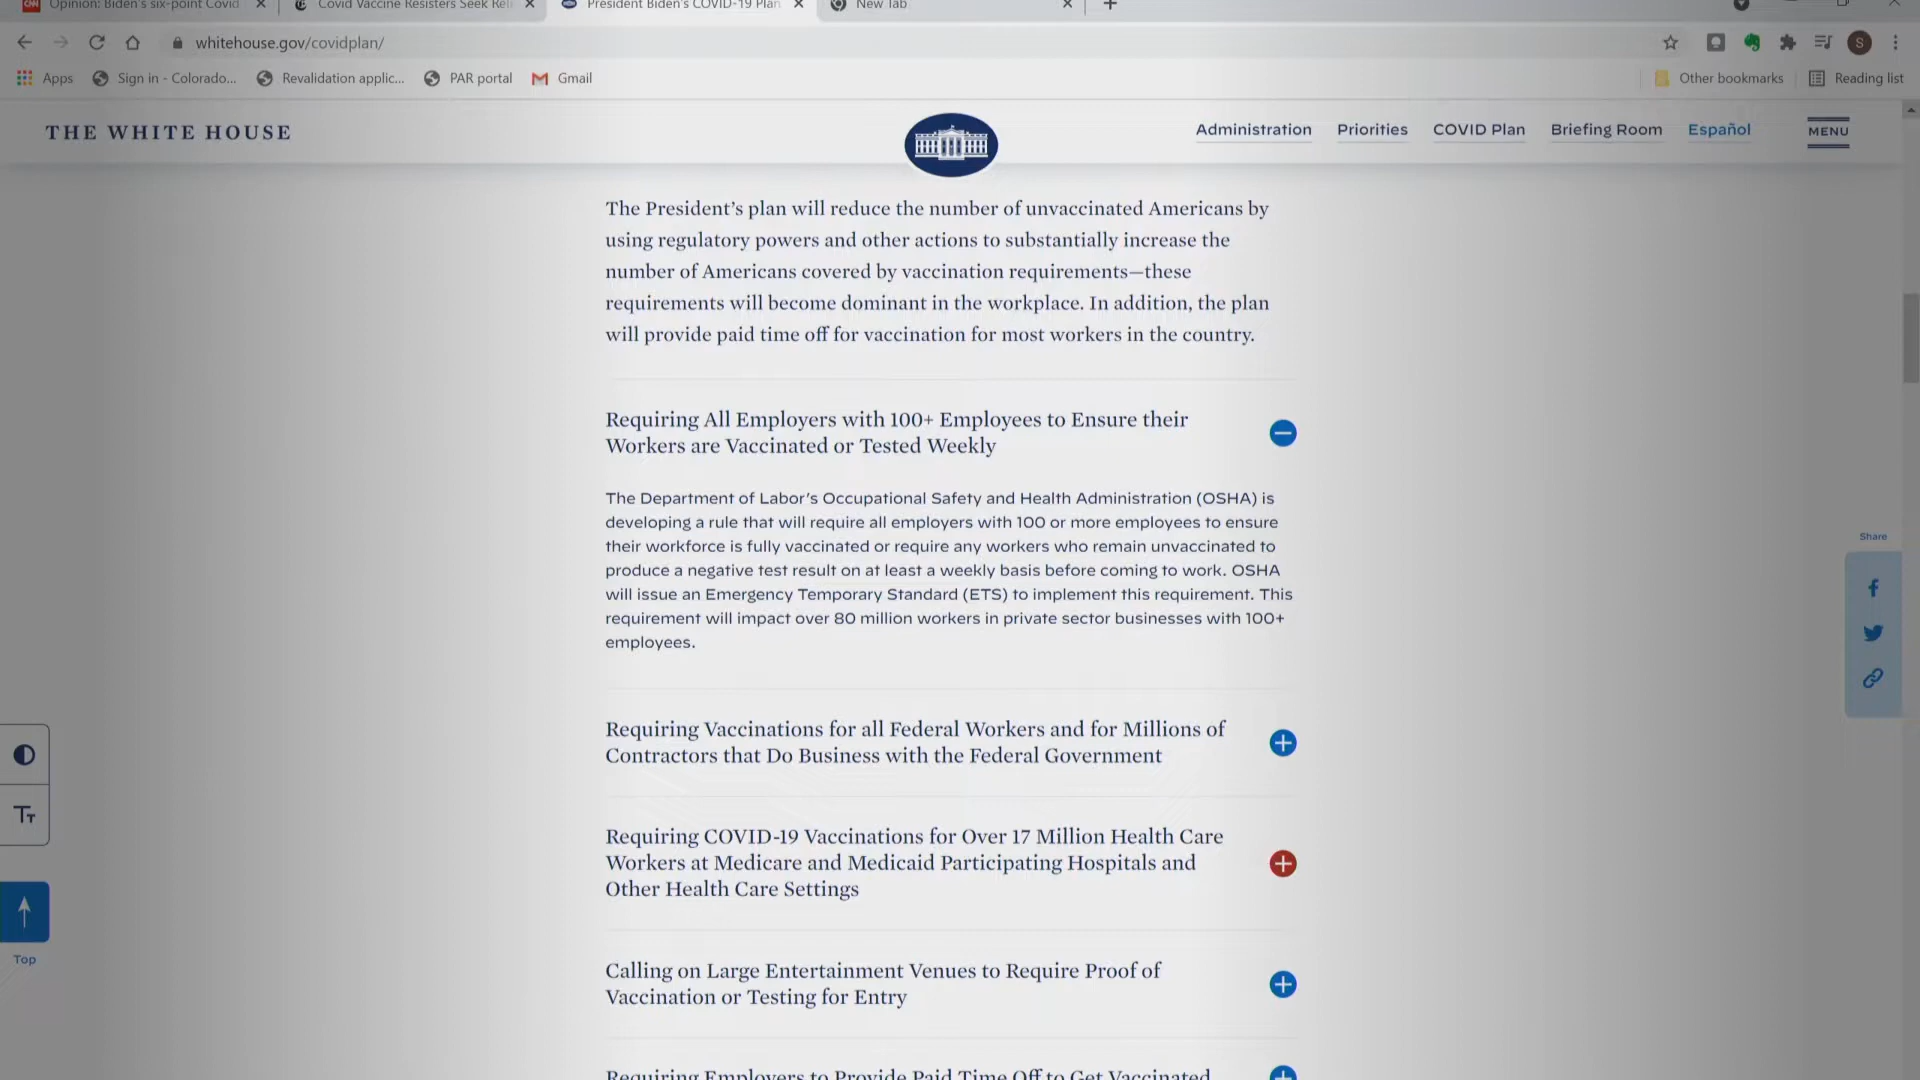 Opinion: Biden's six-point Covid
Covid Vaccine Resisters Seek Reli
President Biden's COVID-19 Plan
New Tab
whitehouse.gov/covidplan/
S
Apps
Sign in - Colorado...
Revalidation applic...
PAR portal
Gmail
Other bookmarks
Reading list
THE WHITE HOUSE
Administration
Priorities
COVID Plan
Briefing Room
Español
MENU
The President’s plan will reduce the number of unvaccinated Americans by
using regulatory powers and other actions to substantially increase the
number of Americans covered by vaccination requirements—these
requirements will become dominant in the workplace. In addition, the plan
will provide paid time off for vaccination for most workers in the country.
Requiring All Employers with 100+ Employees to Ensure their
Workers are Vaccinated or Tested Weekly
The Department of Labor’s Occupational Safety and Health Administration (OSHA) is
developing a rule that will require all employers with 100 or more employees to ensure
their workforce is fully vaccinated or require any workers who remain unvaccinated to
produce a negative test result on at least a weekly basis before coming to work. OSHA
will issue an Emergency Temporary Standard (ETS) to implement this requirement. This
requirement will impact over 80 million workers in private sector businesses with 100+
employees.
Share
Requiring Vaccinations for all Federal Workers and for Millions of
Contractors that Do Business with the Federal Government
Requiring COVID-19 Vaccinations for Over 17 Million Health Care
Workers at Medicare and Medicaid Participating Hospitals and
Other Health Care Settings
Top
Calling on Large Entertainment Venues to Require Proof of
Vaccination or Testing for Entry
Requiring Employers to Provide Paid Time Off to Get Vaccinated